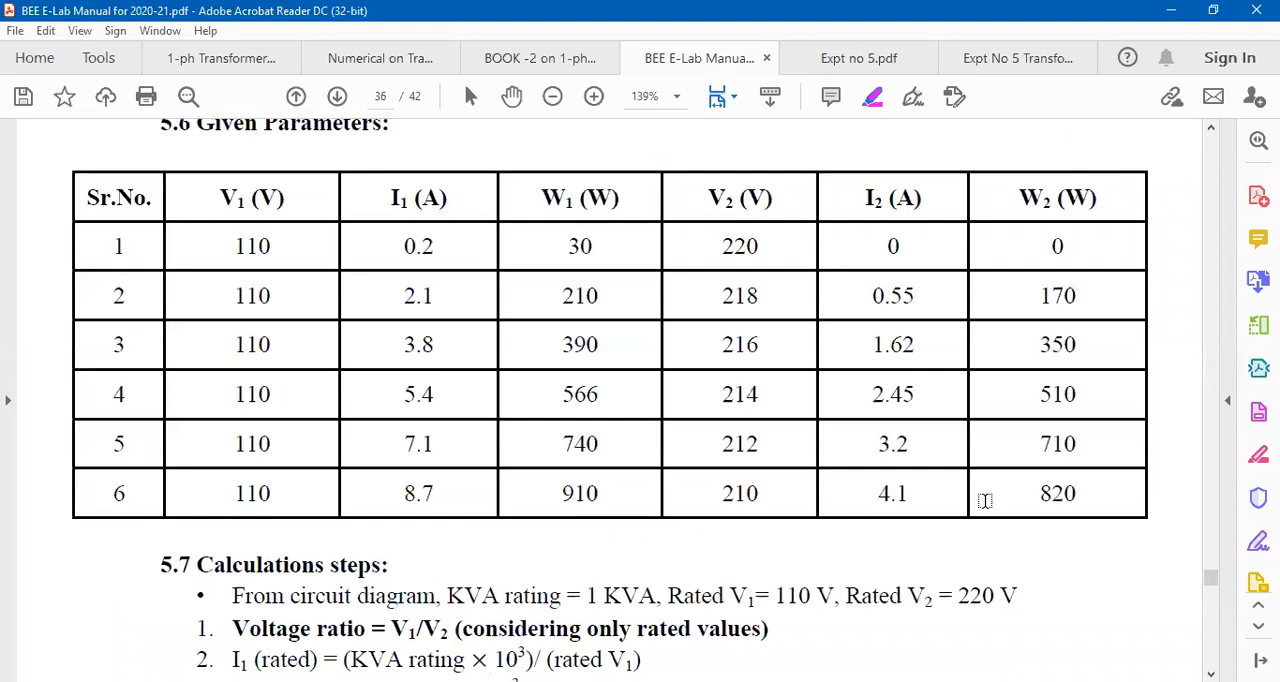 BEE E-Lab Manual for 2020-21.pdf - Adobe Acrobat Reader DC (32-bit)
File Edit View Sign Window Help
Home Tools 1-ph Transformer... Numerical on Tra... BOOK -2 on 1-ph... BEE E-Lab Manua... × Expt no 5.pdf Expt No 5 Transfo... Sign In
36 / 42 139%
5.6 Given Parameters:
Sr.No. V₁ (V) I₁ (A) W₁ (W) V₂ (V) I₂ (A) W₂ (W)
1 110 0.2 30 220 0 0
2 110 2.1 210 218 0.55 170
3 110 3.8 390 216 1.62 350
4 110 5.4 566 214 2.45 510
5 110 7.1 740 212 3.2 710
6 110 8.7 910 210 4.1 820
5.7 Calculations steps:
• From circuit diagram, KVA rating = 1 KVA, Rated V₁= 110 V, Rated V₂ = 220 V
1. Voltage ratio = V₁/V₂ (considering only rated values)
2. I₁ (rated) = (KVA rating × 10³)/ (rated V₁)